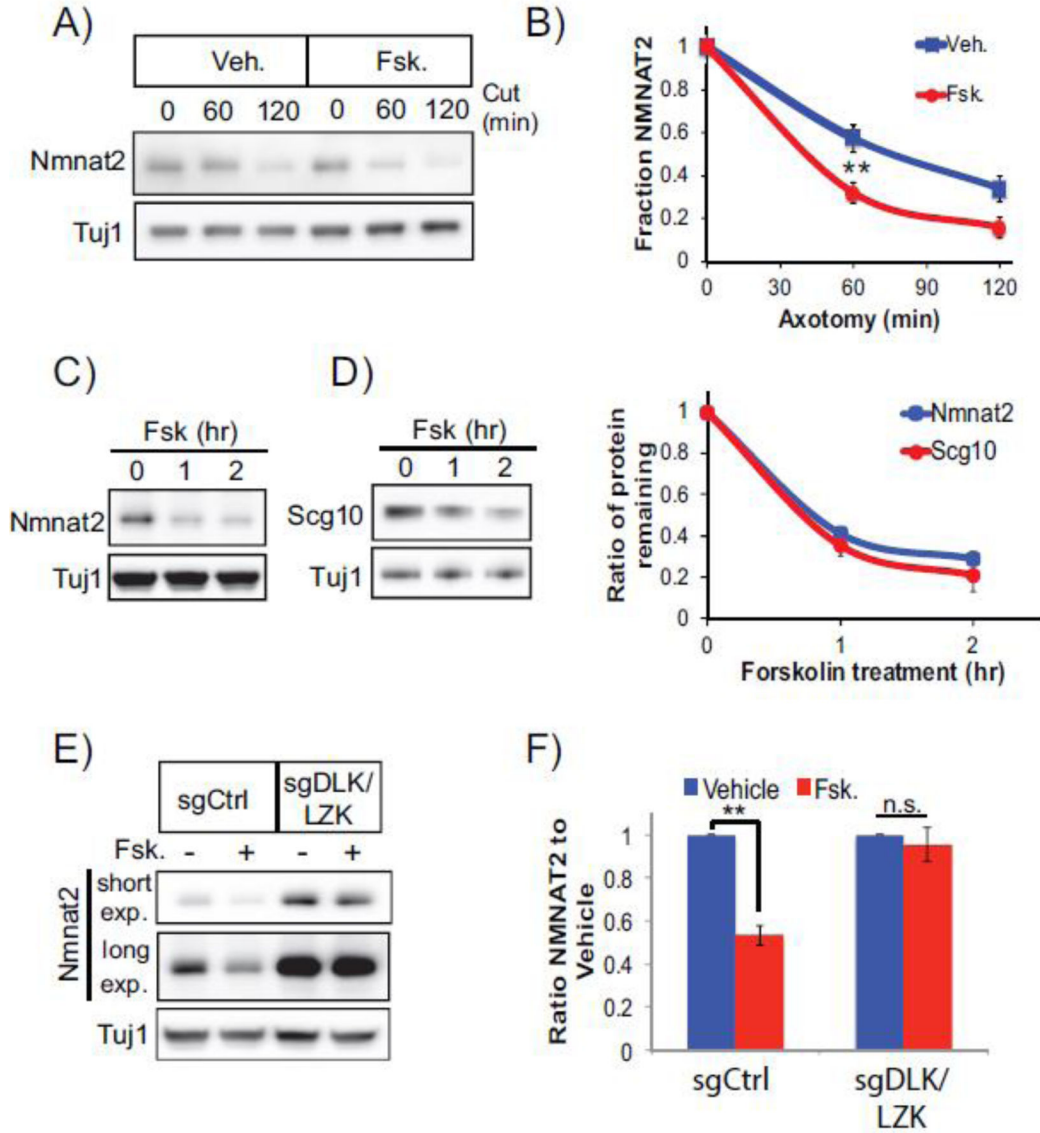 A)
Veh. Fsk.
0 60 120 0 60 120 Cut (min)
Nmnat2
Tuj1
B)
Fraction NMNAT2
1
0.8
0.6
0.4
0.2
0
Veh.
Fsk.
**
0 30 60 90 120
Axotomy (min)
C)
Fsk (hr)
0 1 2
Nmnat2
Tuj1
D)
Fsk (hr)
0 1 2
Scg10
Tuj1
Ratio of protein
remaining
1
0.8
0.6
0.4
0.2
0
Nmnat2
Scg10
0 1 2
Forskolin treatment (hr)
E)
sgCtrl sgDLK/
LZK
Fsk. - + - +
Nmnat2
short
exp.
long
exp.
Tuj1
F)
Vehicle Fsk.
** n.s.
Ratio NMNAT2 to
Vehicle
1
0.8
0.6
0.4
0.2
0
sgCtrl sgDLK/
LZK